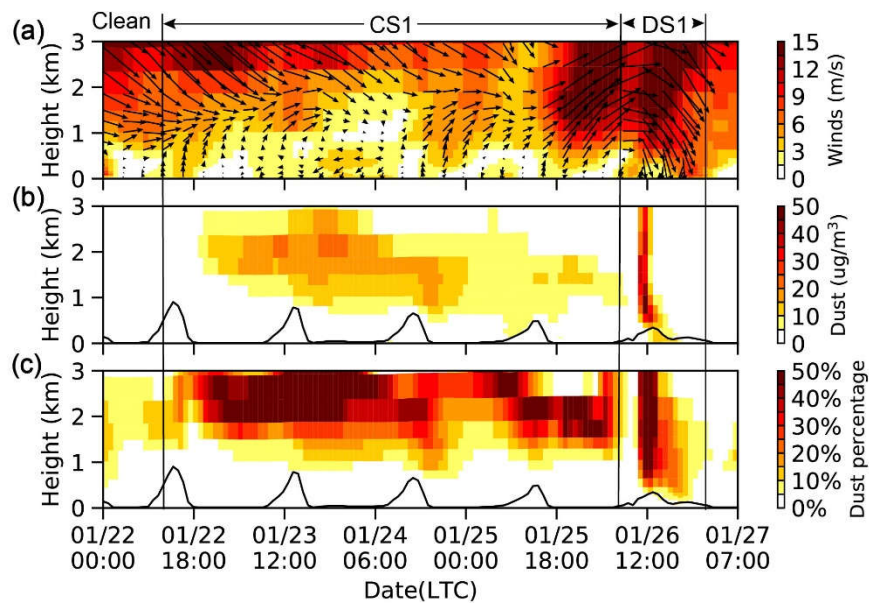 Clean CS1 DS1
(a)
3
2
1
0
Height (km)
15
12
9
6
3
0
Winds (m/s)
(b)
3
2
1
0
Height (km)
50
40
30
20
10
0
Dust (ug/m³)
(c)
3
2
1
0
Height (km)
50%
40%
30%
20%
10%
0%
Dust percentage
01/22 01/22 01/23 01/24 01/25 01/25 01/26 01/27
00:00 18:00 12:00 06:00 00:00 18:00 12:00 07:00
Date(LTC)